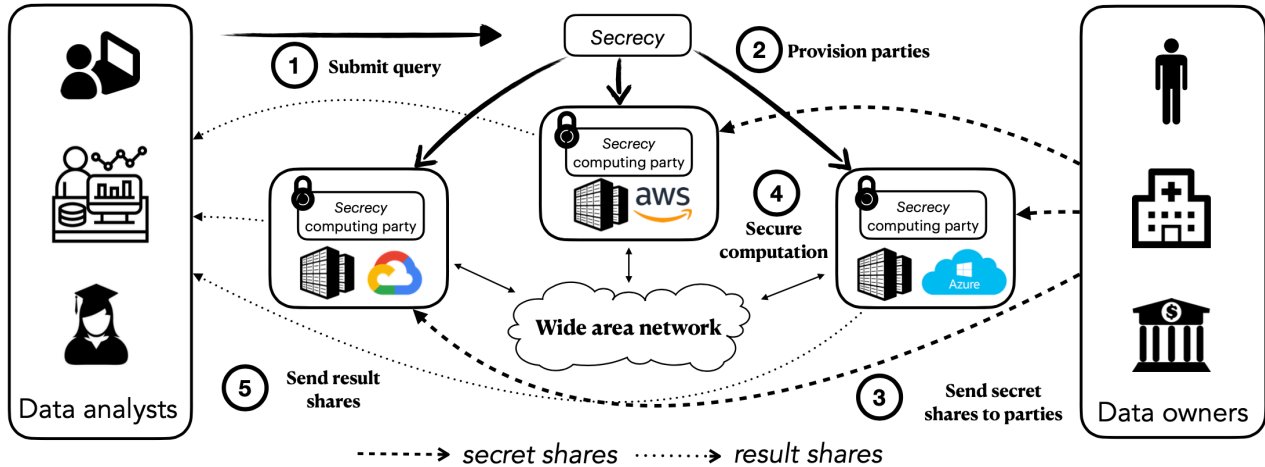 Secrecy
1 Submit query
2 Provision parties
Secrecy
computing party
aws
Secrecy
computing party
Secrecy
computing party
Azure
4
Secure
computation
Wide area network
5 Send result
shares
3 Send secret
shares to parties
$
Data analysts
Data owners
secret shares
result shares